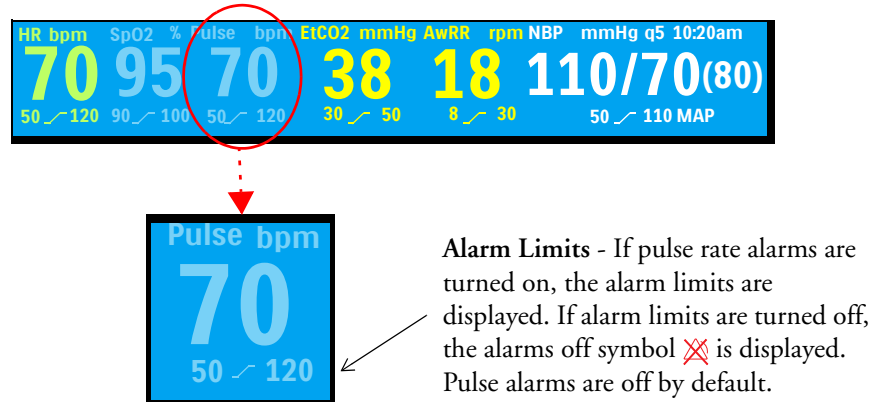 HR bpm SpO2 % Pulse bpm EtCO2 mmHg AwRR rpm NBP mmHg q5 10:20am
70 95 70 38 18 110/70(80)
50 120 90 100 50 120 30 50 8 30 50 110 MAP
Pulse bpm
70
50 120
Alarm Limits - If pulse rate alarms are
turned on, the alarm limits are
displayed. If alarm limits are turned off,
the alarms off symbol is displayed.
Pulse alarms are off by default.